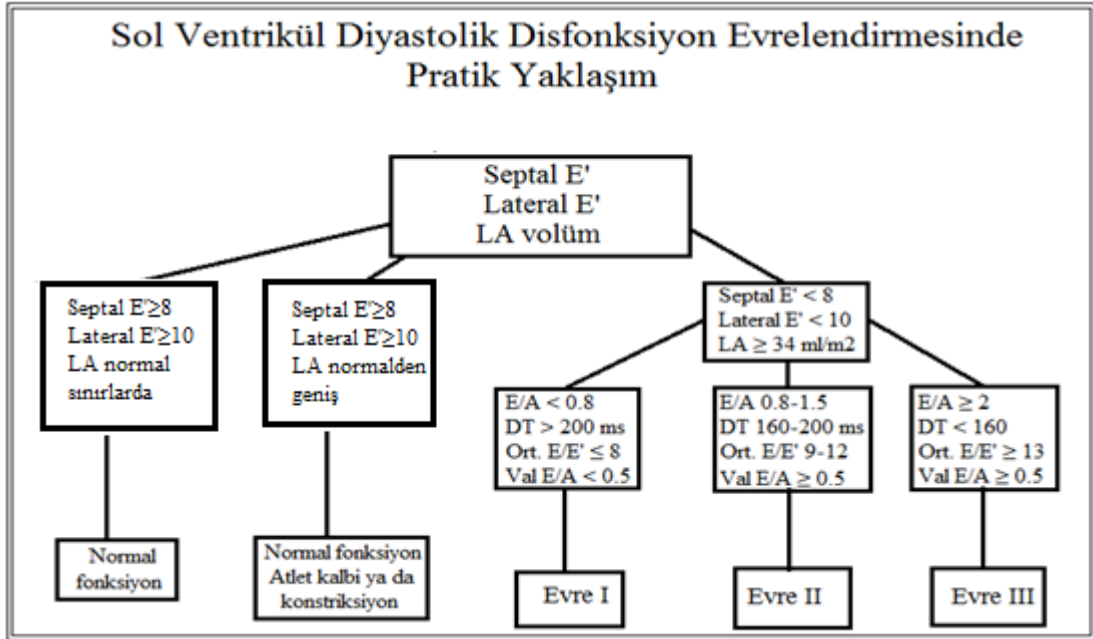 Sol Ventrikül Diyastolik Disfonksiyon Evrelendirmesinde
Pratik Yaklaşım
Septal E'
Lateral E'
LA volüm
Septal E'≥8
Lateral E'≥10
LA normal
sınırlarda
Septal E'≥8
Lateral E'≥10
LA normalden
geniş
Septal E' < 8
Lateral E' < 10
LA ≥ 34 ml/m2
E/A < 0.8
DT > 200 ms
Ort. E/E' ≤ 8
Val E/A < 0.5
E/A 0.8-1.5
DT 160-200 ms
Ort. E/E' 9-12
Val E/A ≥ 0.5
E/A ≥ 2
DT < 160
Ort. E/E' ≥ 13
Val E/A ≥ 0.5
Normal
fonksiyon
Normal fonksiyon
Atlet kalbi ya da
konstriksiyon
Evre I
Evre II
Evre III